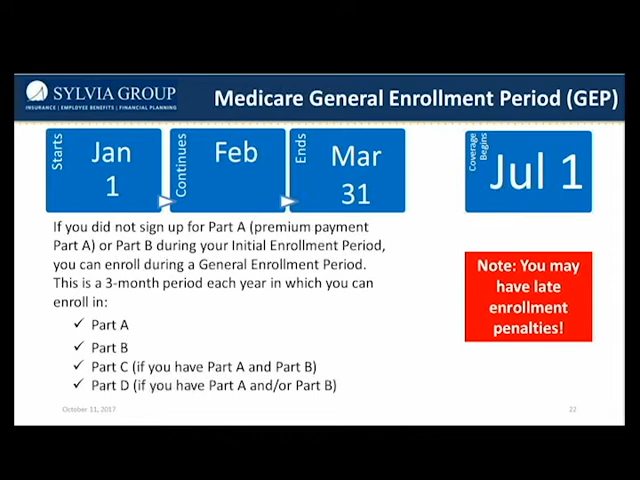 SYLVIA GROUP
INSURANCE | EMPLOYEE BENEFITS | FINANCIAL PLANNING
Medicare General Enrollment Period (GEP)
Starts
Jan
1
Continues
Feb
Ends
Mar
31
Coverage
Begins
Jul 1
If you did not sign up for Part A (premium payment
Part A) or Part B during your Initial Enrollment Period,
you can enroll during a General Enrollment Period.
This is a 3-month period each year in which you can
enroll in:
✓ Part A
✓ Part B
✓ Part C (if you have Part A and Part B)
✓ Part D (if you have Part A and/or Part B)
Note: You may
have late
enrollment
penalties!
October 11, 2017
22